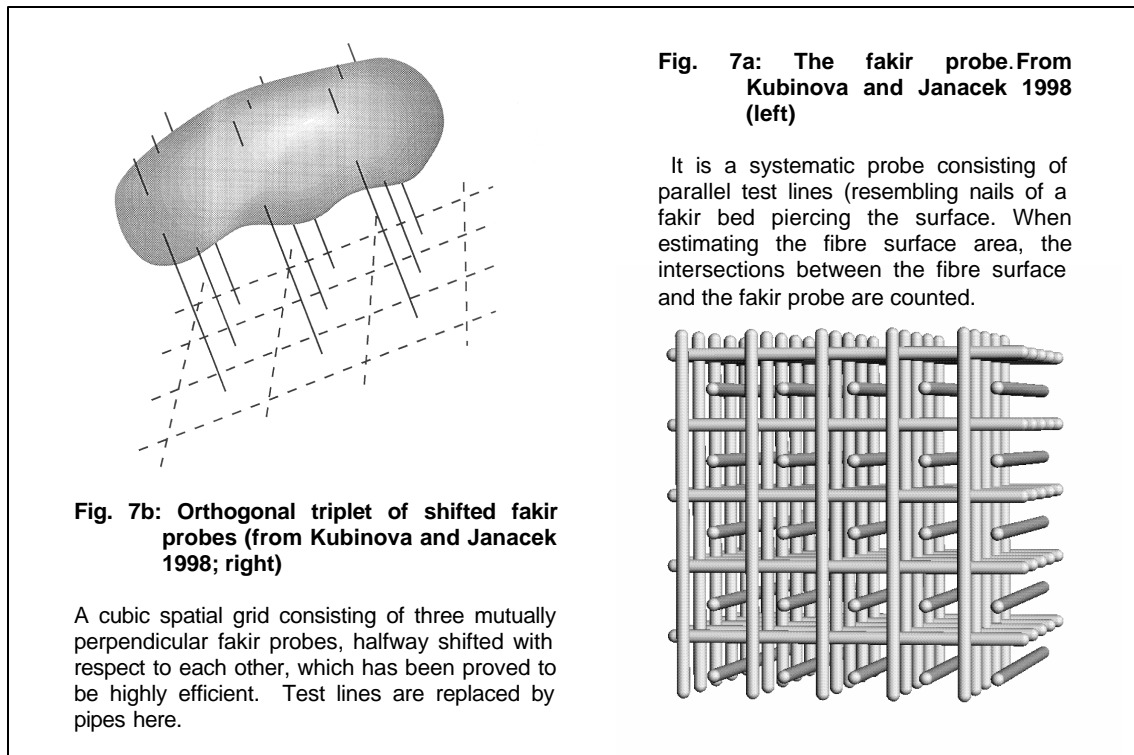 Fig. 7a: The fakir probe.From
Kubinova and Janacek 1998
(left)
It is a systematic probe consisting of
parallel test lines (resembling nails of a
fakir bed piercing the surface. When
estimating the fibre surface area, the
intersections between the fibre surface
and the fakir probe are counted.
Fig. 7b: Orthogonal triplet of shifted fakir
probes (from Kubinova and Janacek
1998; right)
A cubic spatial grid consisting of three mutually
perpendicular fakir probes, halfway shifted with
respect to each other, which has been proved to
be highly efficient. Test lines are replaced by
pipes here.